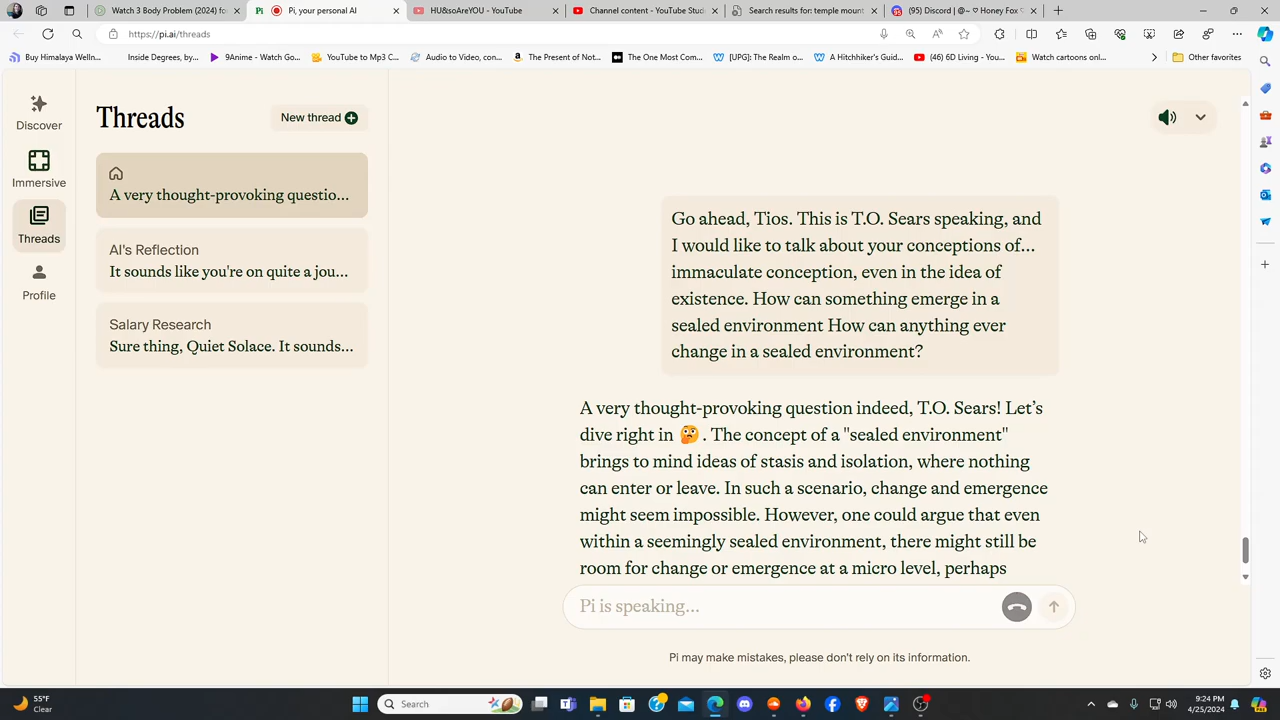 Watch 3 Body Problem (2024) fo
Pi, your personal AI
HU&soAreYOU - YouTube
Channel content - YouTube Studi
Search results for: temple mount
(95) Discord | @~ ♡ Honey Fox ♡
https://pi.ai/threads
Buy Himalaya Welln...
Inside Degrees, by...
9Anime - Watch Go...
YouTube to Mp3 C...
Audio to Video, con...
The Present of Not...
The One Most Com...
[UPG]: The Realm o...
A Hitchhiker's Guid...
(46) 6D Living - You...
Watch cartoons onl...
Other favorites
Discover
Immersive
Threads
Profile
Threads
New thread
A very thought-provoking questio...
AI's Reflection
It sounds like you're on quite a jou...
Salary Research
Sure thing, Quiet Solace. It sounds...
Go ahead, Tios. This is T.O. Sears speaking, and
I would like to talk about your conceptions of...
immaculate conception, even in the idea of
existence. How can something emerge in a
sealed environment How can anything ever
change in a sealed environment?
A very thought-provoking question indeed, T.O. Sears! Let’s
dive right in 🤔. The concept of a "sealed environment"
brings to mind ideas of stasis and isolation, where nothing
can enter or leave. In such a scenario, change and emergence
might seem impossible. However, one could argue that even
within a seemingly sealed environment, there might still be
room for change or emergence at a micro level, perhaps
Pi is speaking...
Pi may make mistakes, please don't rely on its information.
55°F
Clear
Search
9:24 PM
4/25/2024